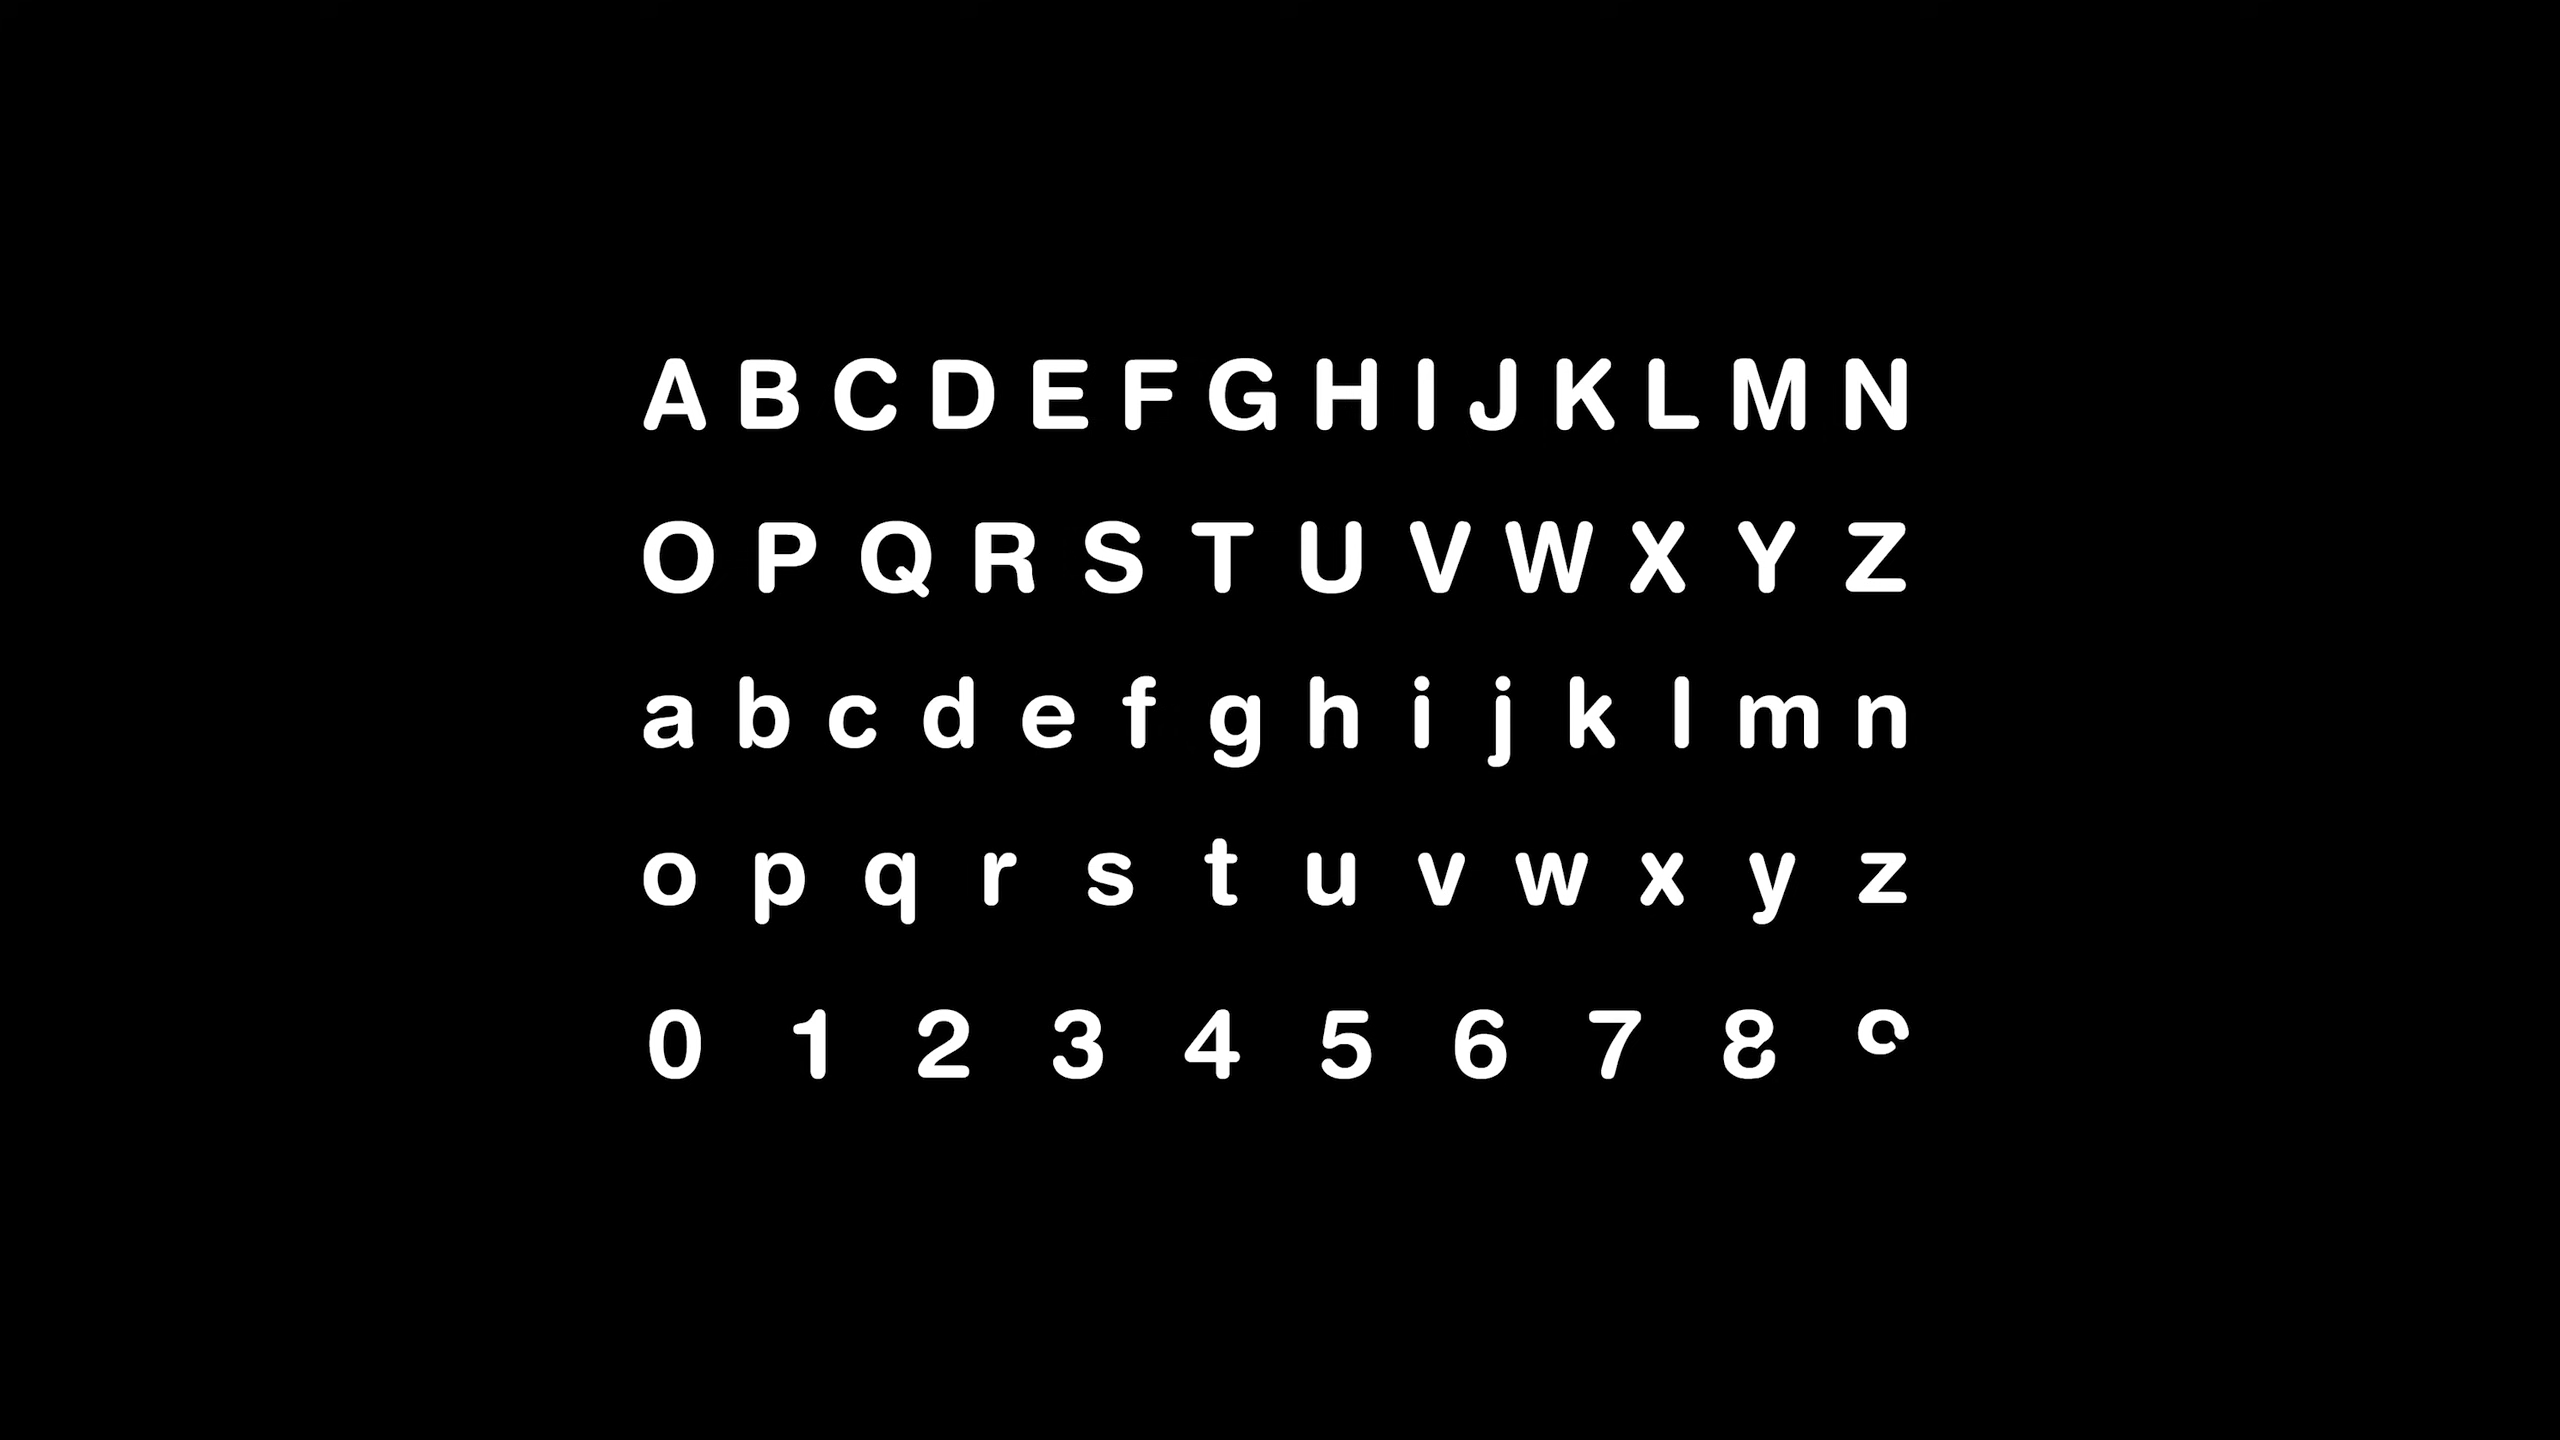 A B C D E F G H I J K L M N
O P Q R S T U V W X Y Z
a b c d e f g h i j k l m n
o p q r s t u v w x y z
0 1 2 3 4 5 6 7 8